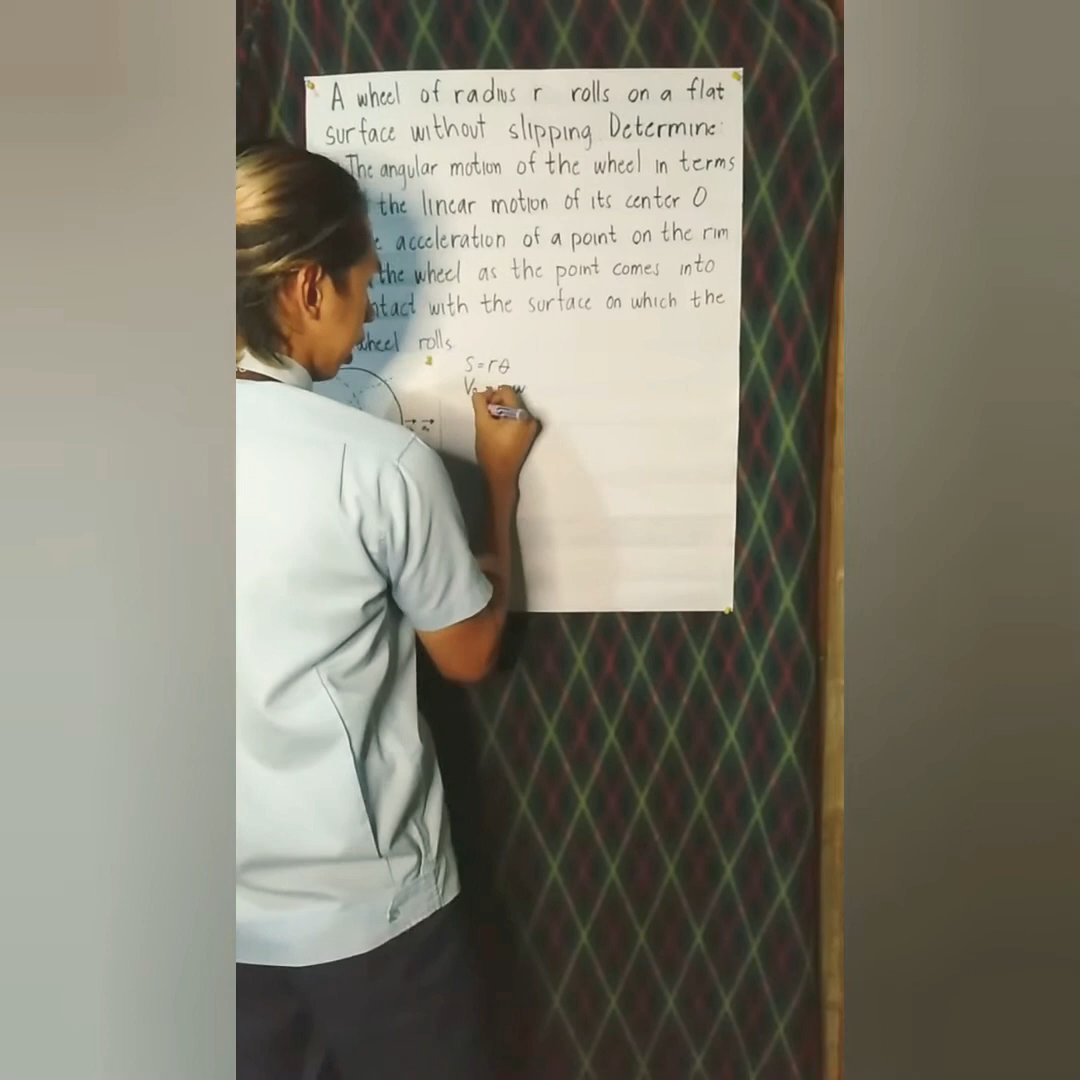 A wheel of radius r rolls on a flat
surface without slipping Determine:
The angular motion of the wheel in terms
the linear motion of its center O
acceleration of a point on the rim
the wheel as the point comes into
with the surface on which the
wheel rolls
S=rθ